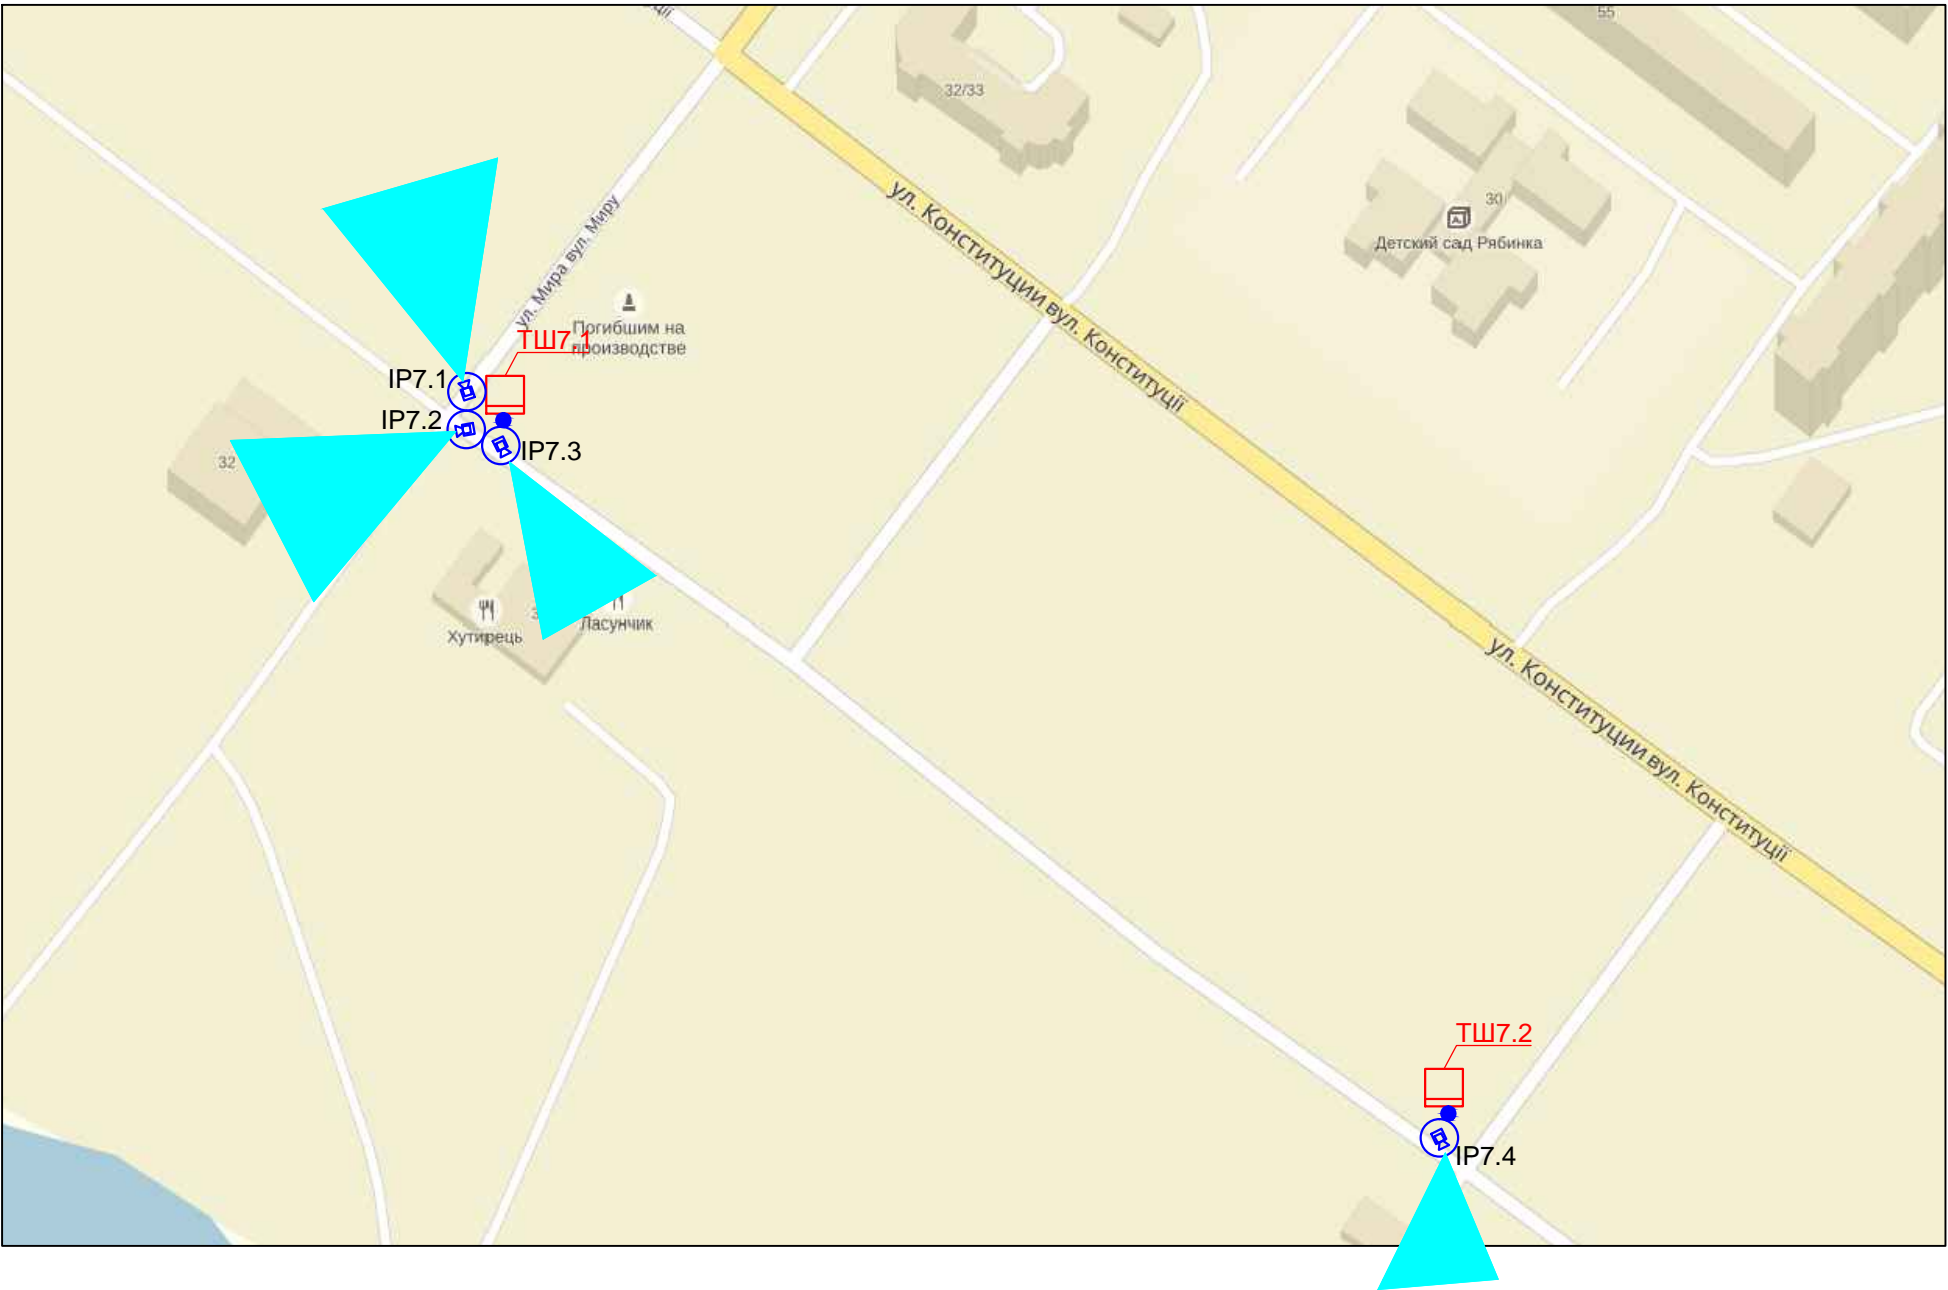 55
32/33
ул. Конституции вул. Конституції
30
Детский сад Рябинка
ул. Мира вул. Миру
Погибшим на
производстве
ТШ7.1
IP7.1
IP7.2
IP7.3
32
Хутирець
Ласунчик
ул. Конституции вул. Конституції
ТШ7.2
IP7.4